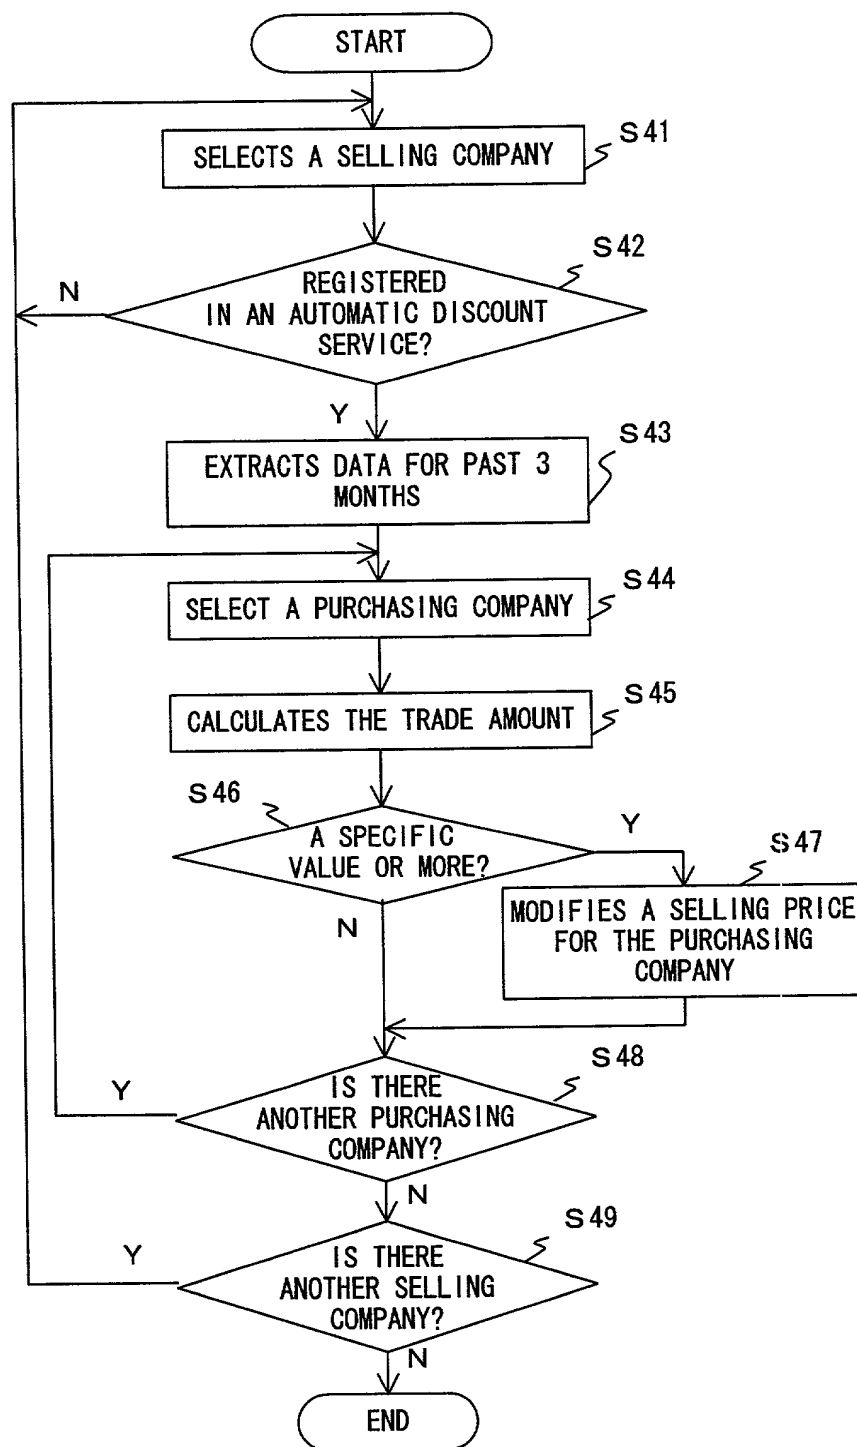 START
S41
SELECTS A SELLING COMPANY
S42
REGISTERED
IN AN AUTOMATIC DISCOUNT
SERVICE?
N
Y
S43
EXTRACTS DATA FOR PAST 3
MONTHS
S44
SELECT A PURCHASING COMPANY
S45
CALCULATES THE TRADE AMOUNT
S46
A SPECIFIC
VALUE OR MORE?
Y
S47
MODIFIES A SELLING PRICE
FOR THE PURCHASING
COMPANY
N
S48
IS THERE
ANOTHER PURCHASING
COMPANY?
Y
N
S49
IS THERE
ANOTHER SELLING
COMPANY?
Y
N
END